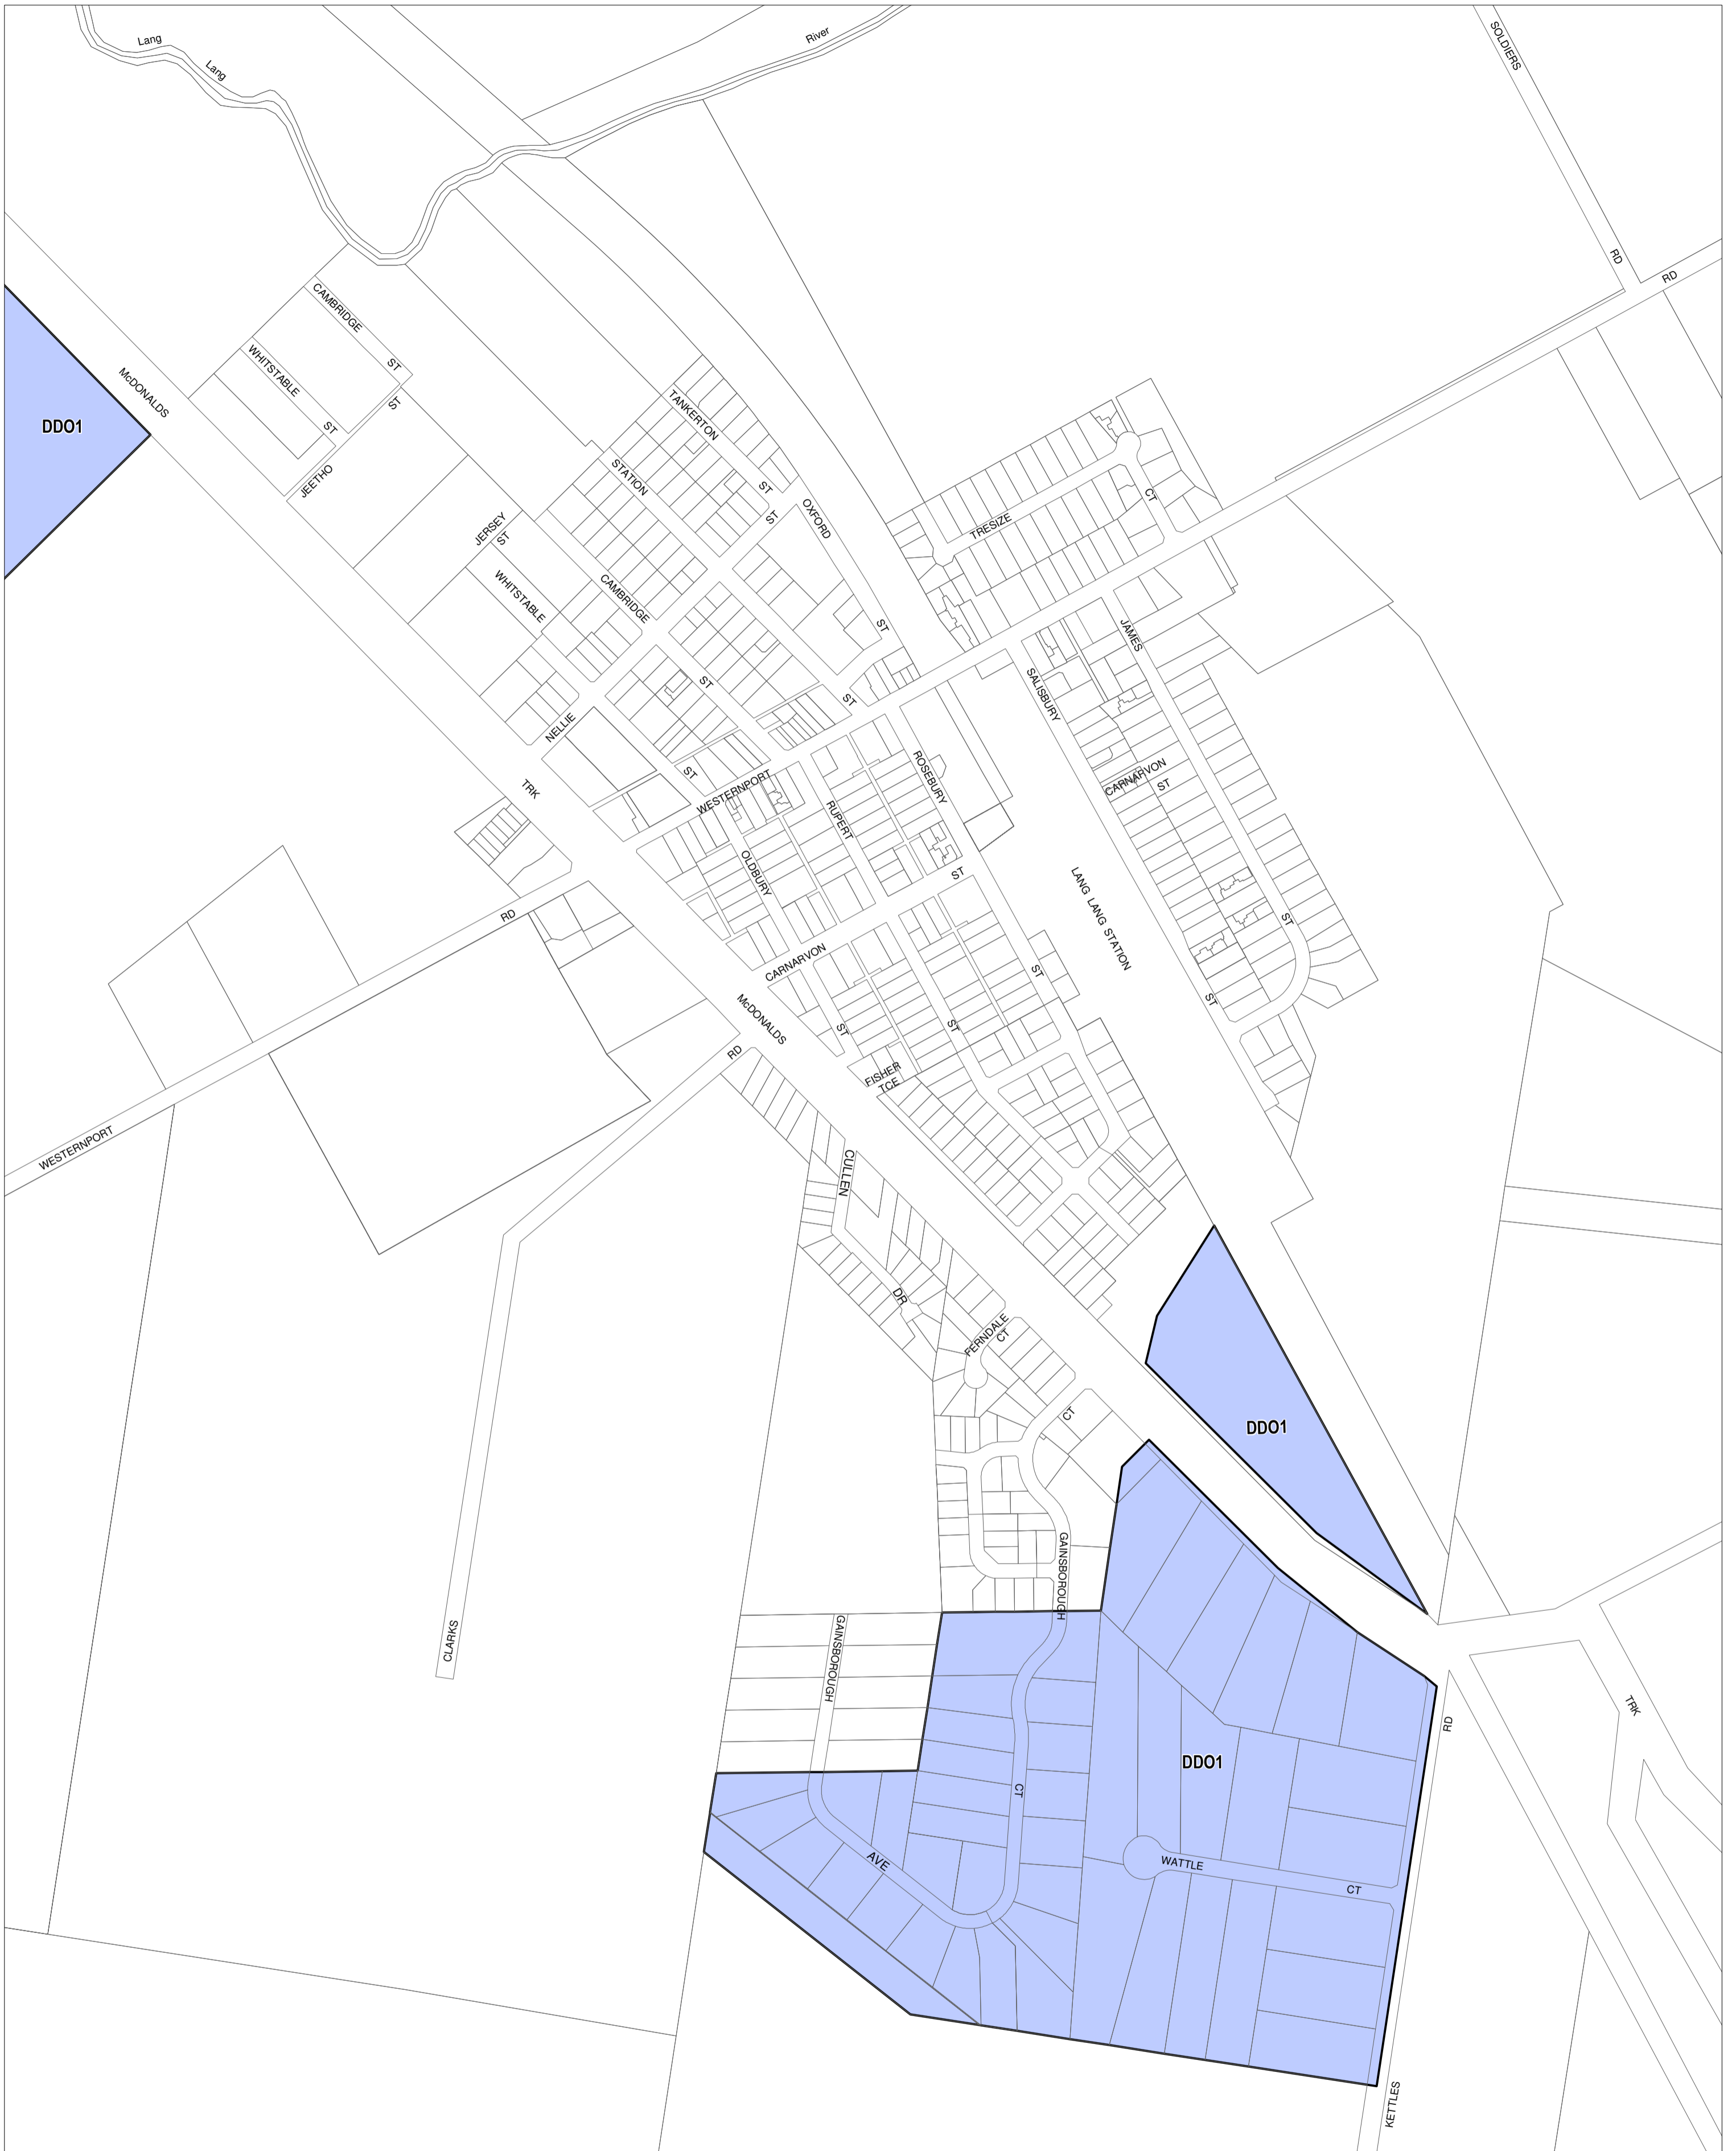 Lang
Lang
River
SOLDIERS
RD
RD
CAMBRIDGE
ST
WHITSTABLE
ST
ST
JEETHO
McDONALDS
DDO1
TANKERTON
ST
STATION
ST
OXFORD
ST
JERSEY
ST
WHITSTABLE
CAMBRIDGE
ST
ST
NELLIE
ST
TRK
WESTERNPORT
TRESIZE
CT
JAMES
SALISBURY
ROSEBURY
RUPERT
OLDBURY
CARNARVON
ST
ST
LANG LANG STATION
ST
RD
CARNARVON
ST
ST
ST
ST
McDONALDS
RD
FISHER
TCE
WESTERNPORT
CULLEN
DR
FERNDALE
CT
CT
DDO1
GAINSBOROUGH
CLARKS
GAINSBOROUGH
TRK
RD
DDO1
CT
AVE
WATTLE
CT
KETTLES